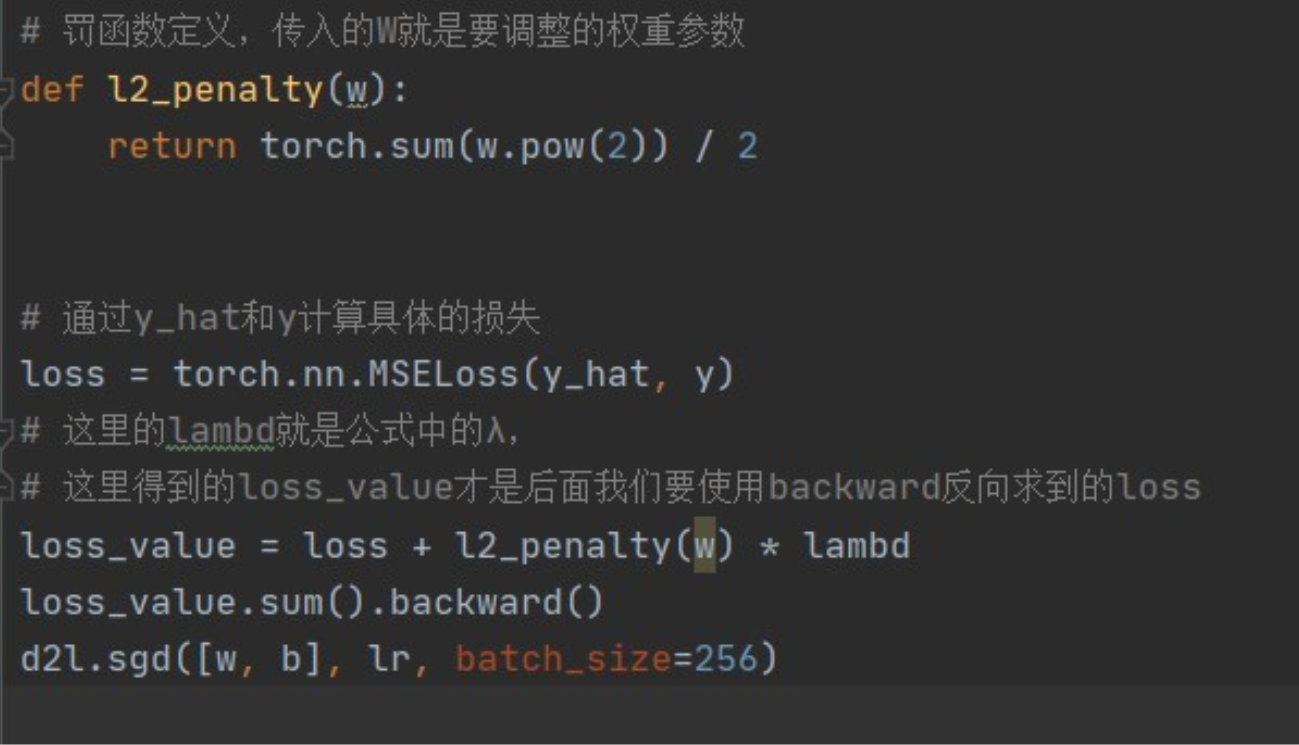 # 罚函数定义，传入的W就是要调整的权重参数
def l2_penalty(w):
    return torch.sum(w.pow(2)) / 2
# 通过y_hat和y计算具体的损失
loss = torch.nn.MSELoss(y_hat, y)
# 这里的lambd就是公式中的λ，
# 这里得到的loss_value才是后面我们要使用backward反向求到的loss
loss_value = loss + l2_penalty(w) * lambd
loss_value.sum().backward()
d2l.sgd([w, b], lr, batch_size=256)